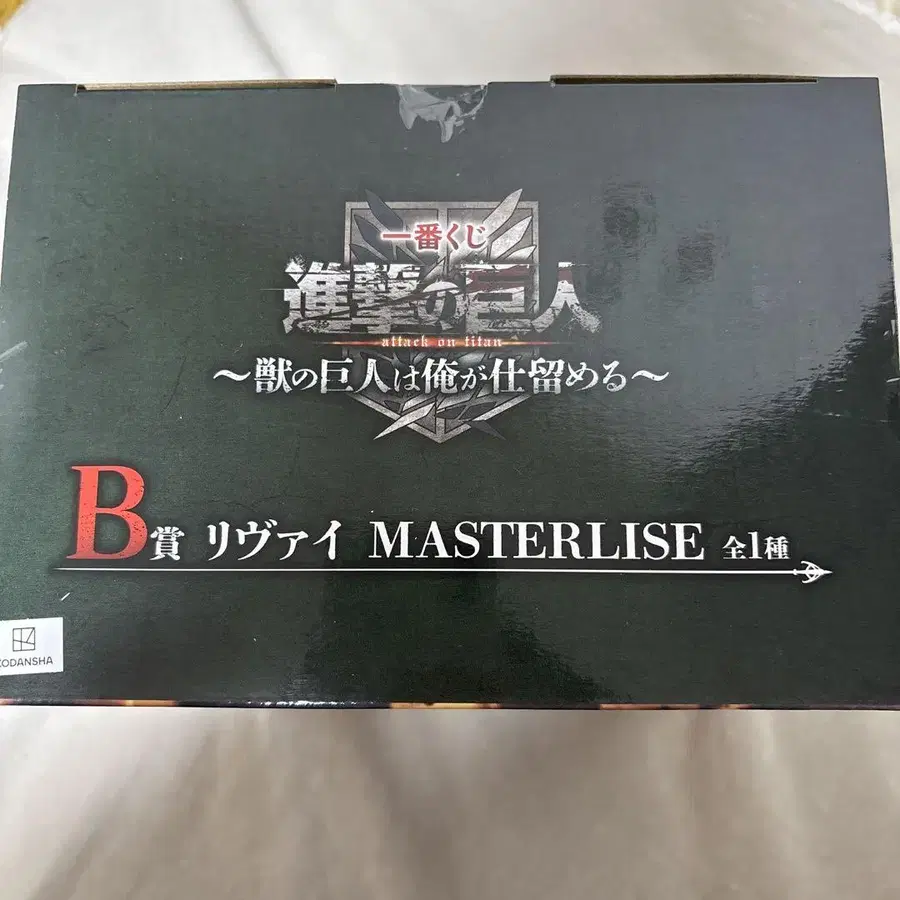 一番くじ
進撃の巨人
attack on titan
～獣の巨人は俺が仕留める～
B賞 リヴァイ MASTERLISE 全1種
KODANSHA